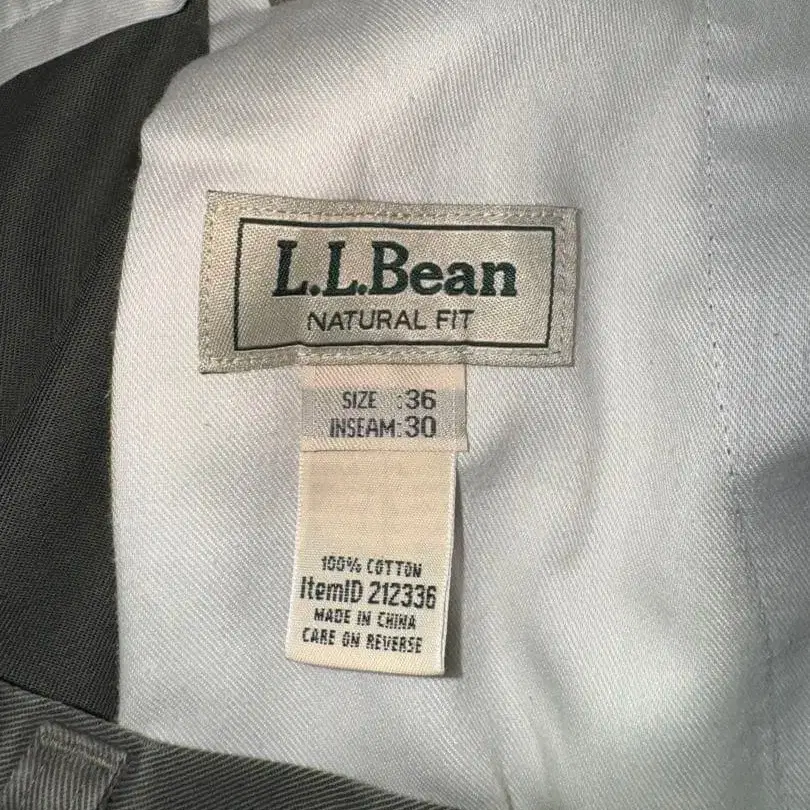 L.L.Bean
NATURAL FIT
SIZE :36
INSEAM:30
100% COTTON
ItemID 212336
MADE IN CHINA
CARE ON REVERSE